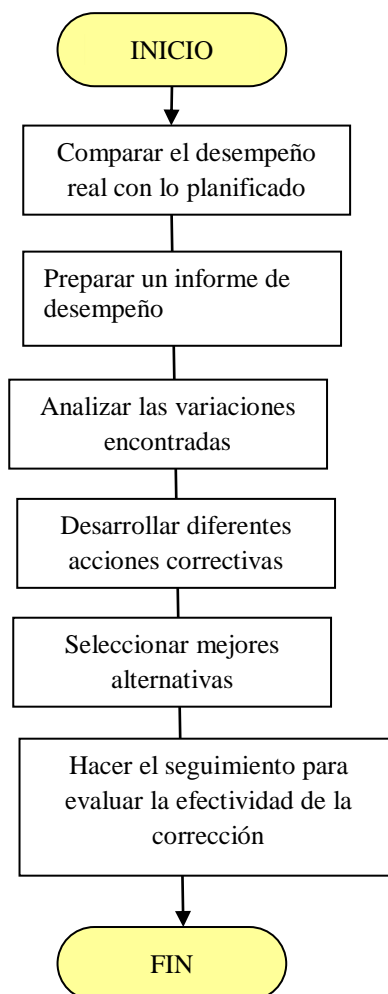 INICIO
Comparar el desempeño
real con lo planificado
Preparar un informe de
desempeño
Analizar las variaciones
encontradas
Desarrollar diferentes
acciones correctivas
Seleccionar mejores
alternativas
Hacer el seguimiento para
evaluar la efectividad de la
corrección
FIN